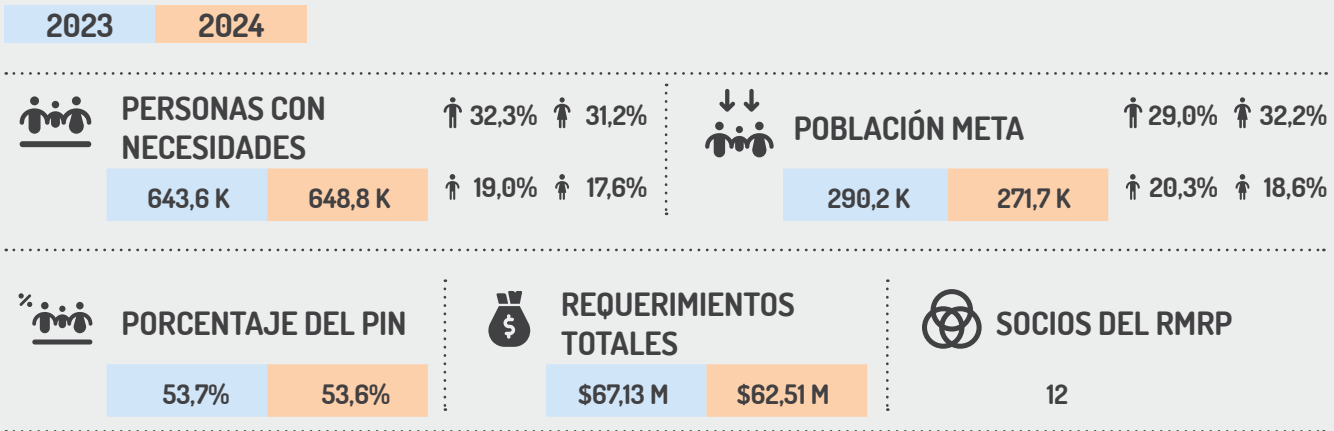 2023 2024
PERSONAS CON
NECESIDADES
32,3% 31,2%
643,6 K 648,8 K
19,0% 17,6%
POBLACIÓN META
29,0% 32,2%
290,2 K 271,7 K
20,3% 18,6%
% PORCENTAJE DEL PIN
53,7% 53,6%
$ REQUERIMIENTOS
TOTALES
$67,13 M $62,51 M
SOCIOS DEL RMRP
12